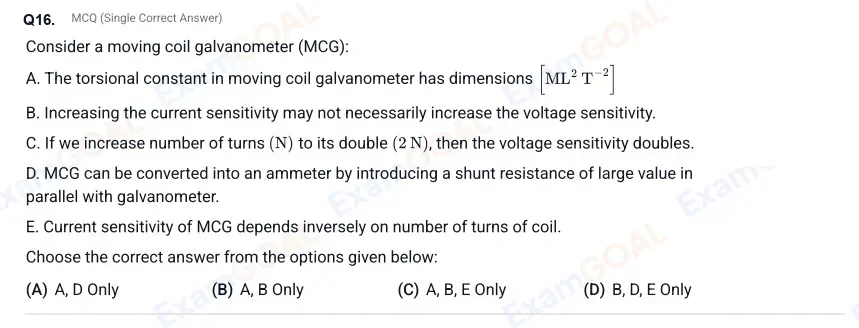 Q16. MCQ (Single Correct Answer)
Consider a moving coil galvanometer (MCG):
A. The torsional constant in moving coil galvanometer has dimensions [ML² T⁻²]
B. Increasing the current sensitivity may not necessarily increase the voltage sensitivity.
C. If we increase number of turns (N) to its double (2 N), then the voltage sensitivity doubles.
D. MCG can be converted into an ammeter by introducing a shunt resistance of large value in
parallel with galvanometer.
E. Current sensitivity of MCG depends inversely on number of turns of coil.
Choose the correct answer from the options given below:
(A) A, D Only (B) A, B Only (C) A, B, E Only (D) B, D, E Only
ExamGOAL